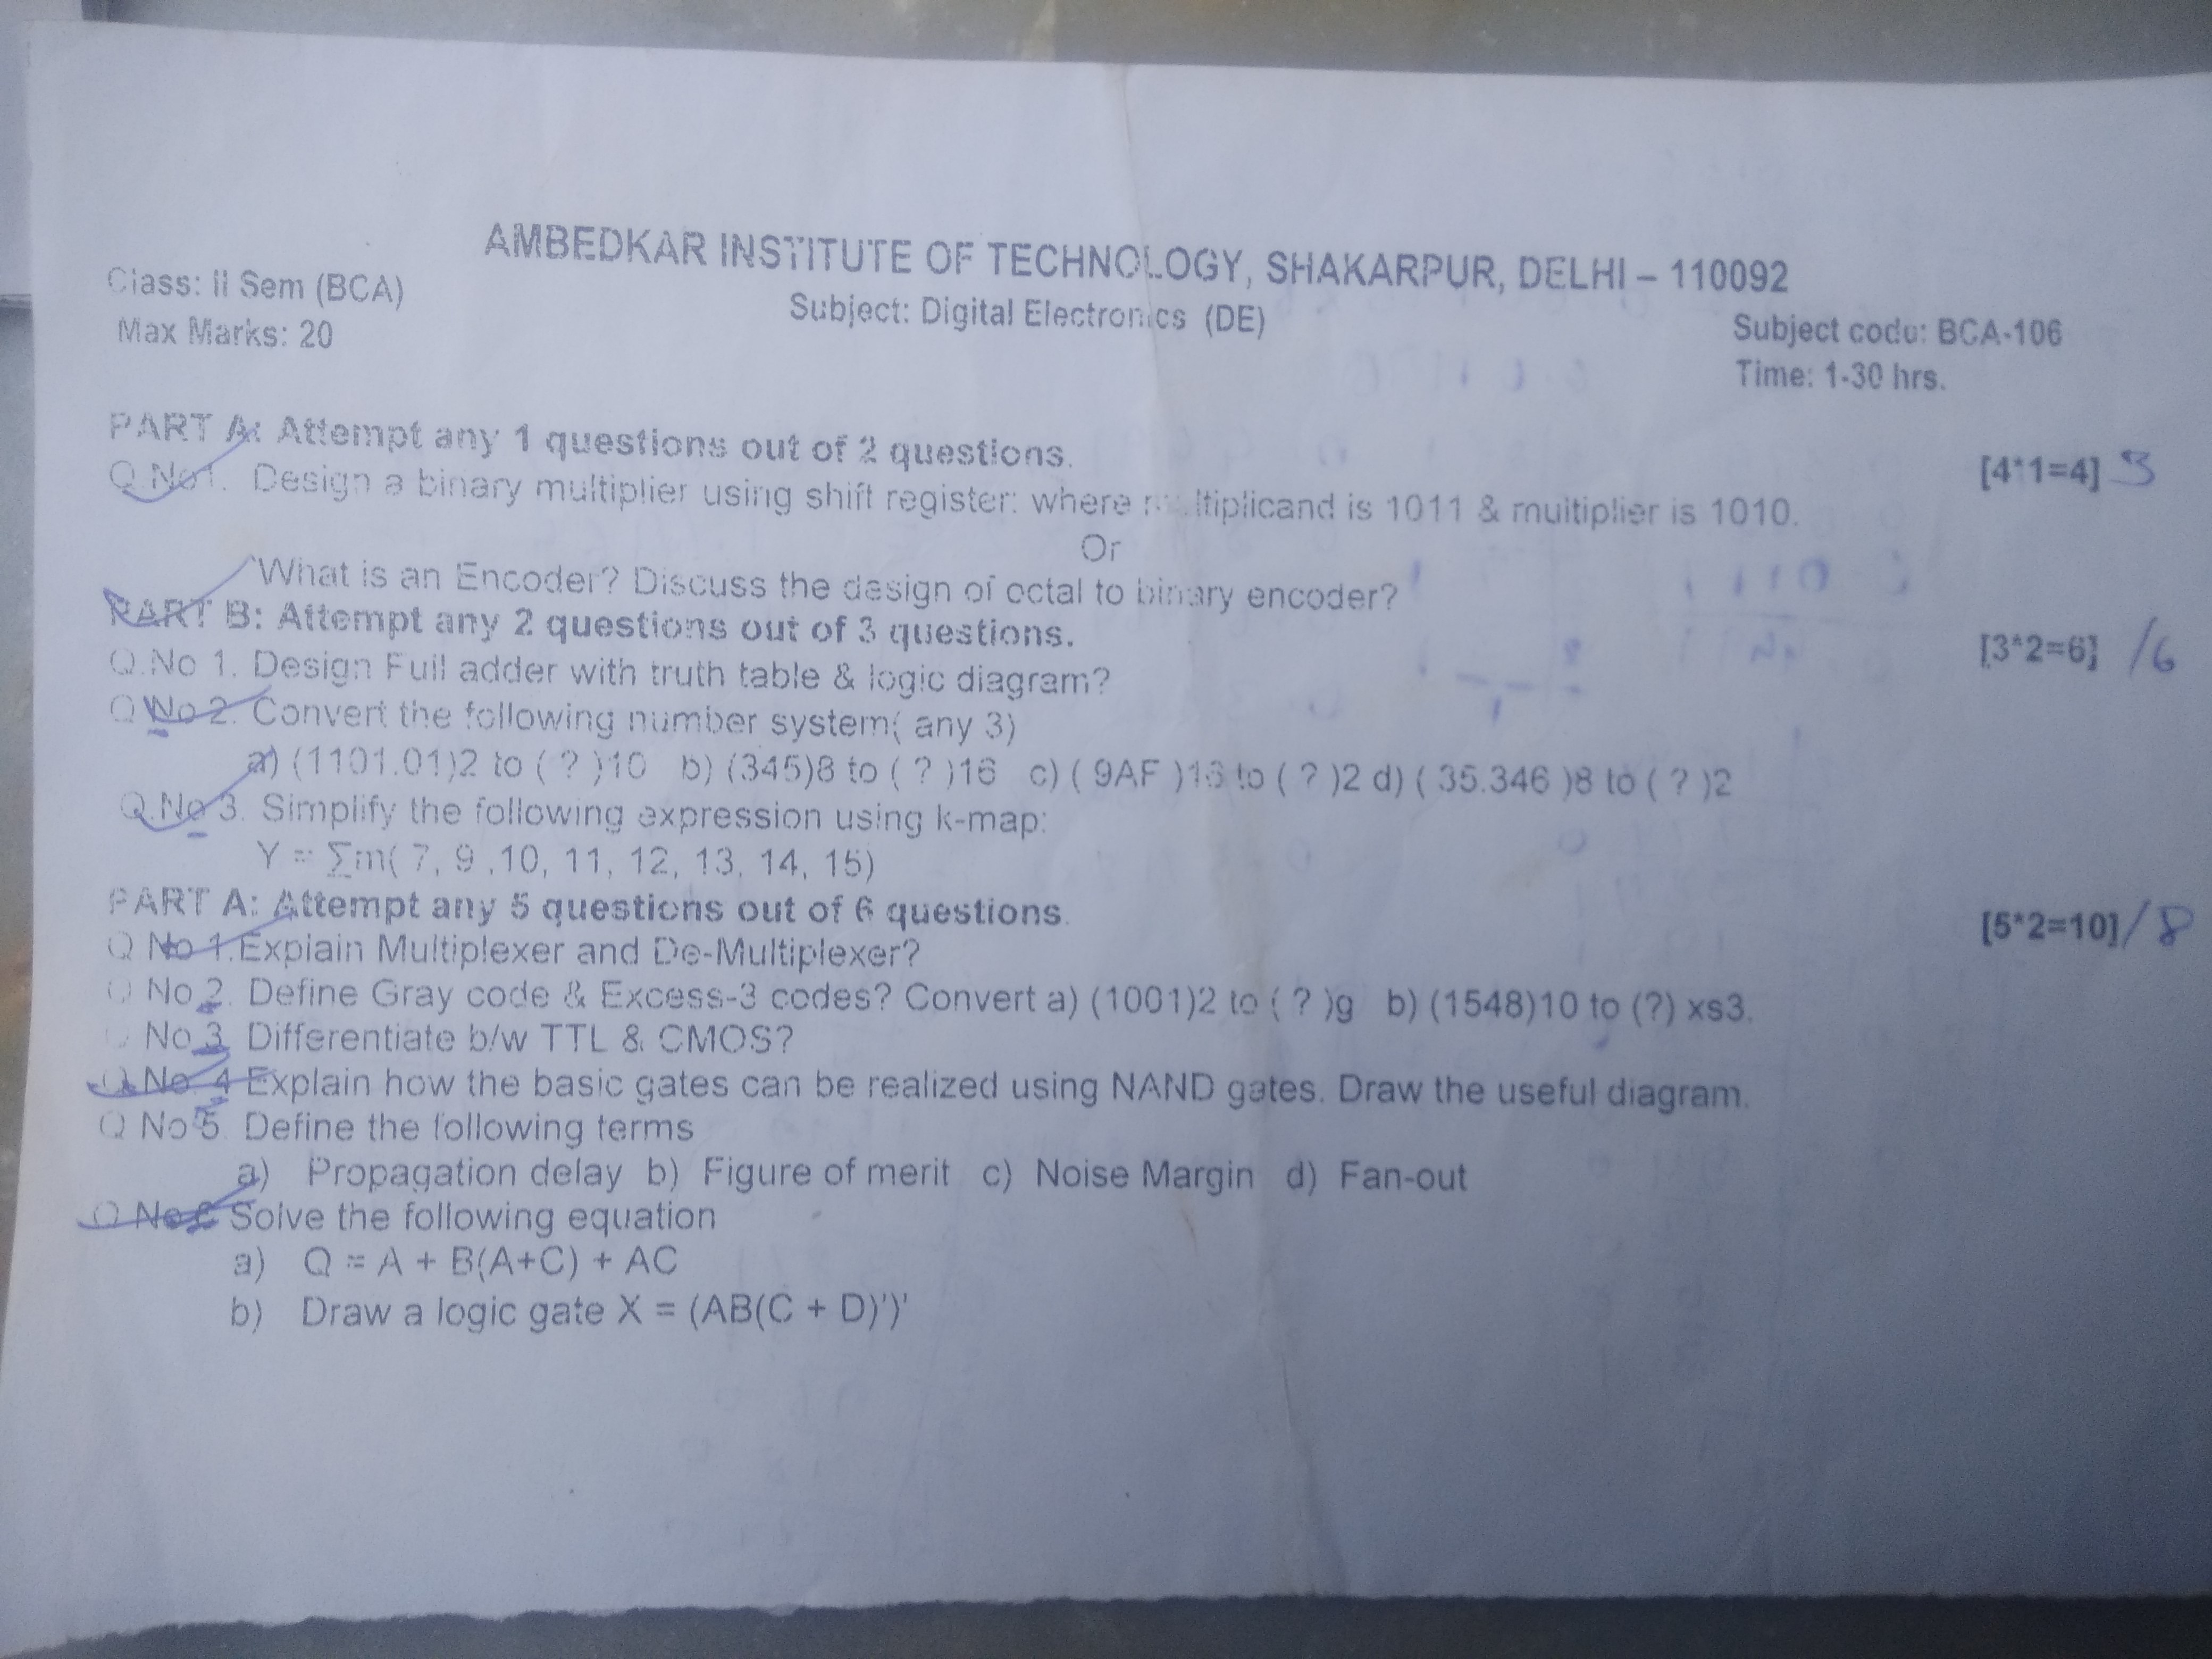 AMBEDKAR INSTITUTE OF TECHNOLOGY, SHAKARPUR, DELHI – 110092
Class: II Sem (BCA)
Subject: Digital Electronics (DE)
Max Marks: 20
Subject code: BCA-106
Time: 1-30 hrs.
PART A: Attempt any 1 questions out of 2 questions.
[4*1=4] 3
Q.No1. Design a binary multiplier using shift register: where multiplicand is 1011 & multiplier is 1010.
Or
What is an Encoder? Discuss the design of octal to binary encoder?
PART B: Attempt any 2 questions out of 3 questions.
[3*2=6] /6
Q.No 1. Design Full adder with truth table & logic diagram?
Q No 2. Convert the following number system( any 3)
a) (1101.01)2 to ( ? )10 b) (345)8 to ( ? )16 c) ( 9AF )16 to ( ? )2 d) ( 35.346 )8 to ( ? )2
Q.No 3. Simplify the following expression using k-map:
Y = ∑m( 7, 9 ,10, 11, 12, 13, 14, 15)
PART A: Attempt any 5 questions out of 6 questions.
[5*2=10] /8
Q No 1.Explain Multiplexer and De-Multiplexer?
Q No 2. Define Gray code & Excess-3 codes? Convert a) (1001)2 to ( ? )g b) (1548)10 to (?) xs3.
Q No 3. Differentiate b/w TTL & CMOS?
Q No. 4 Explain how the basic gates can be realized using NAND gates. Draw the useful diagram.
Q No 5. Define the following terms
a) Propagation delay b) Figure of merit c) Noise Margin d) Fan-out
Q No 6 Solve the following equation
a) Q = A + B(A+C) + AC
b) Draw a logic gate X = (AB(C + D)')'